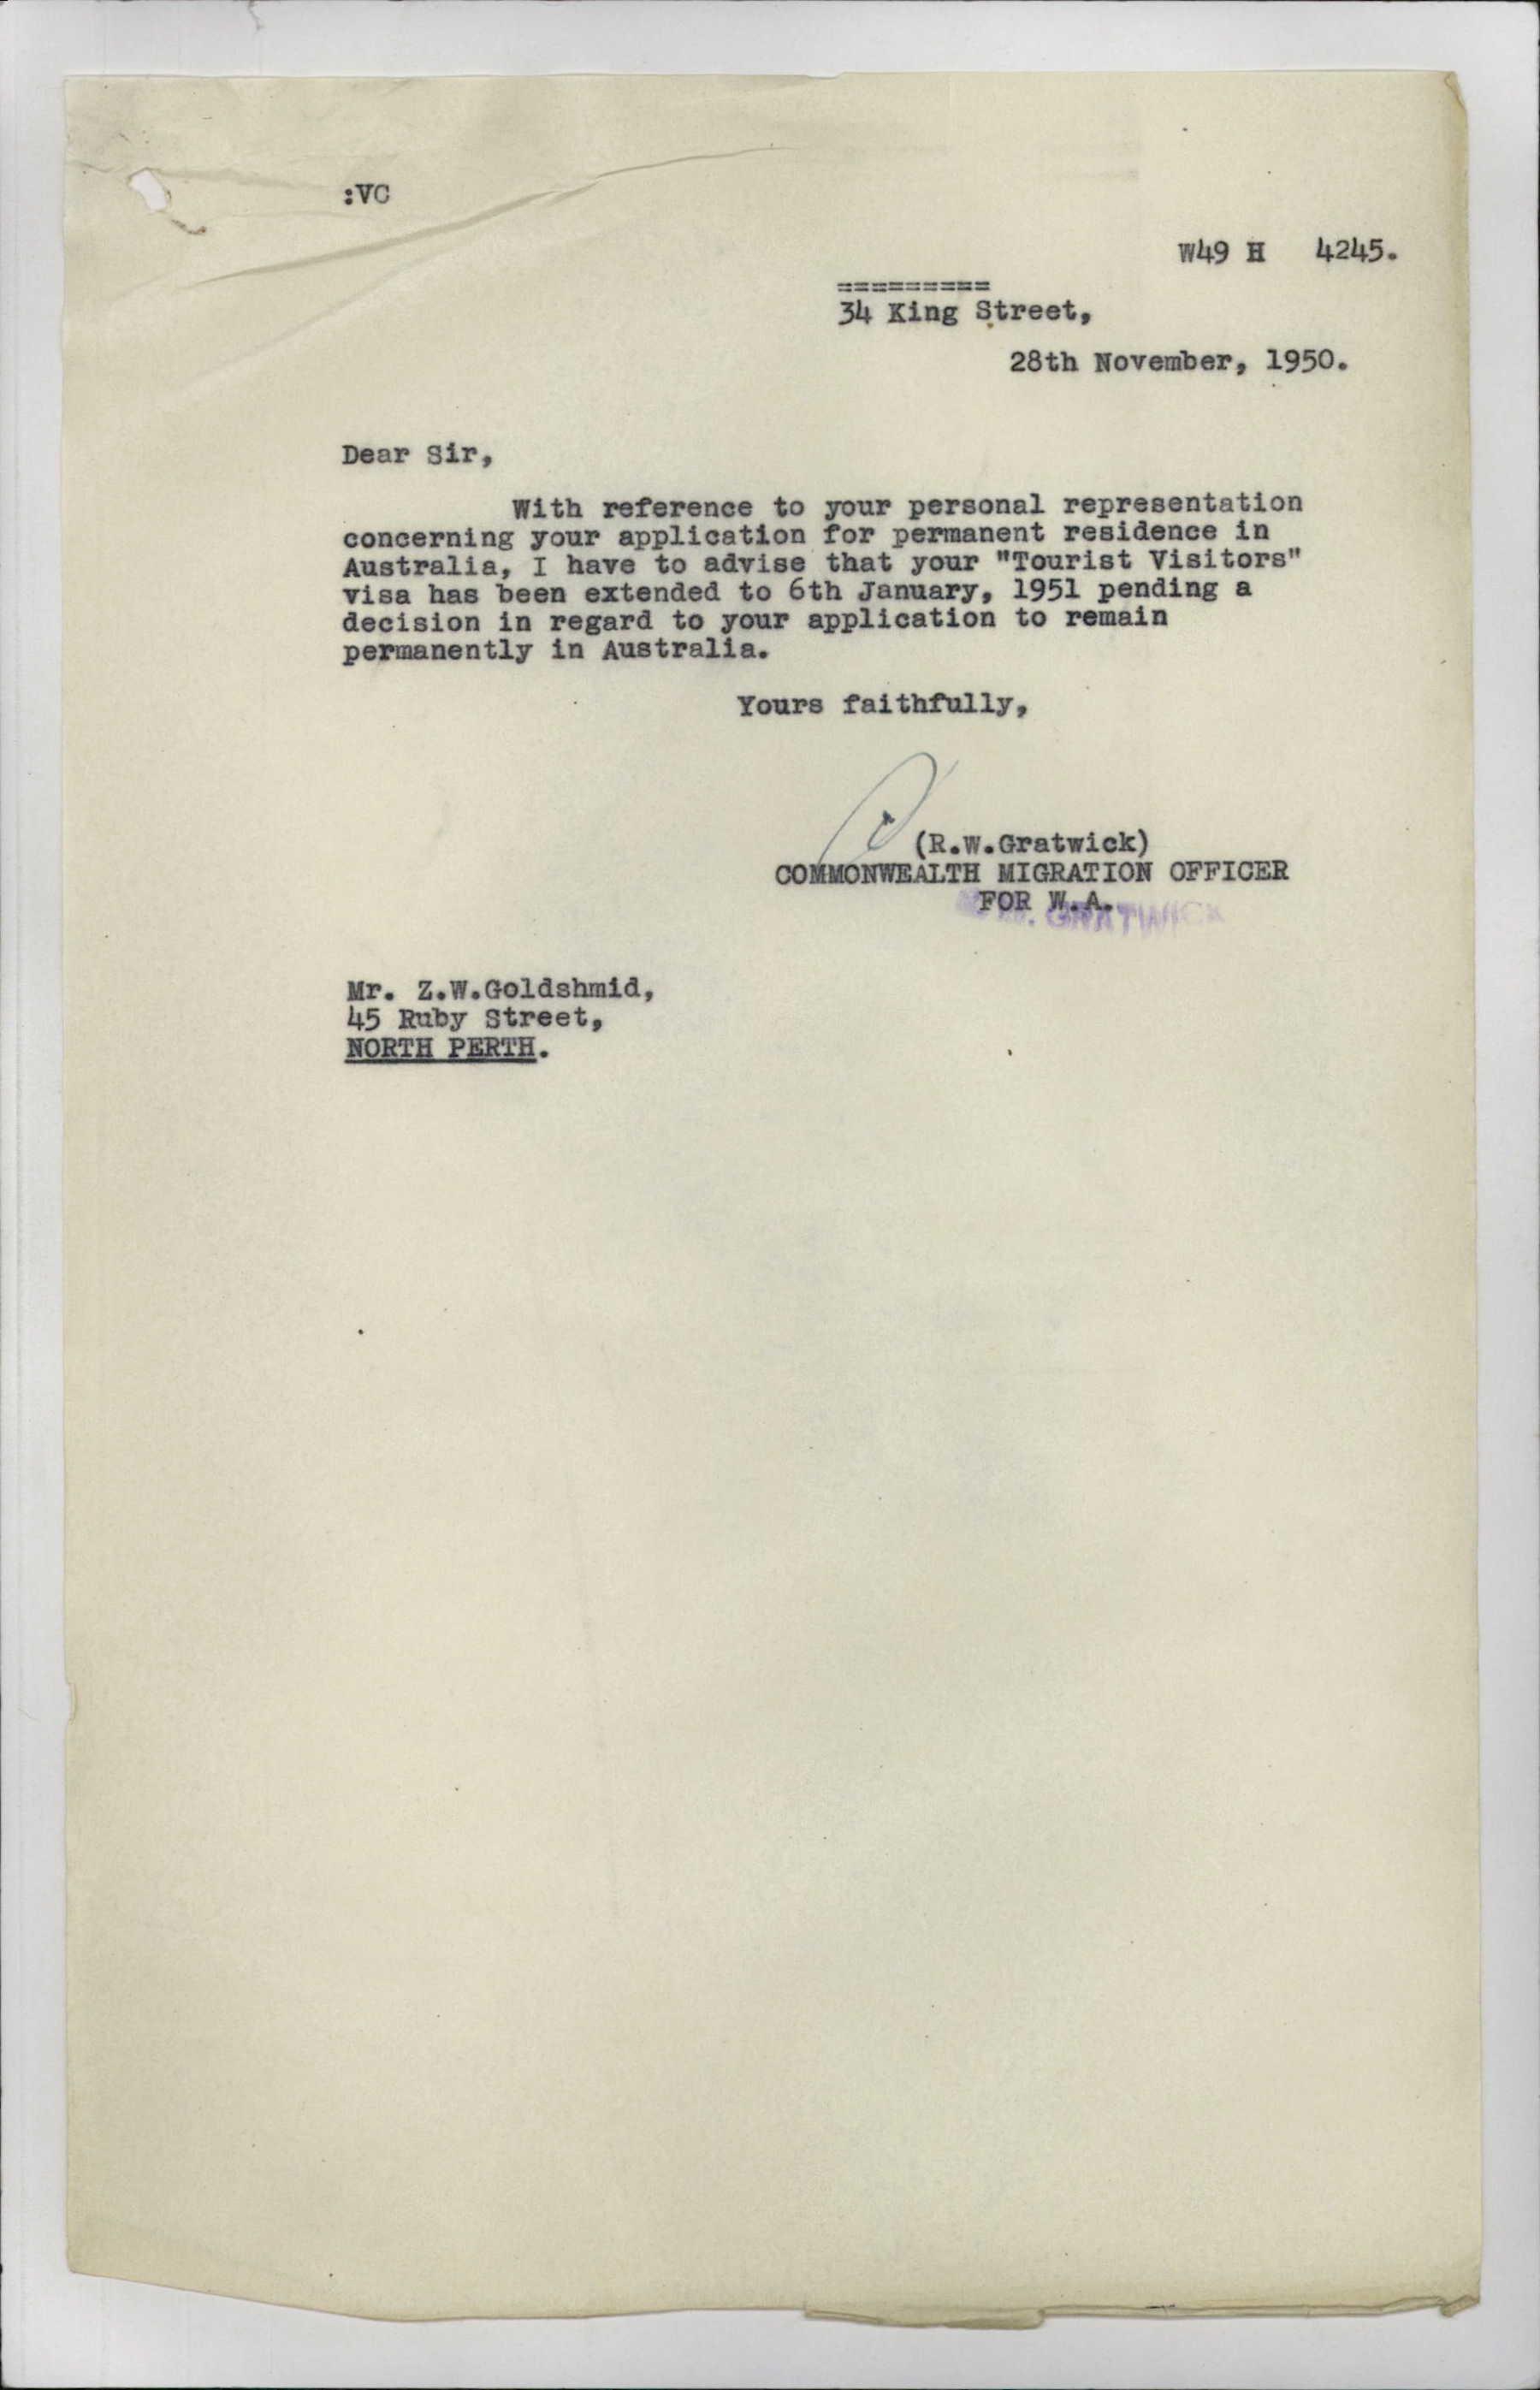 :VC
W49 H 4245.
=========
34 King Street,
28th November, 1950.
Dear Sir,
With reference to your personal representation
concerning your application for permanent residence in
Australia, I have to advise that your "Tourist Visitors"
visa has been extended to 6th January, 1951 pending a
decision in regard to your application to remain
permanently in Australia.
Yours faithfully,
(R.W.Gratwick)
COMMONWEALTH MIGRATION OFFICER
FOR W.A.
GRATWICK
Mr. Z.W.Goldshmid,
45 Ruby Street,
NORTH PERTH.